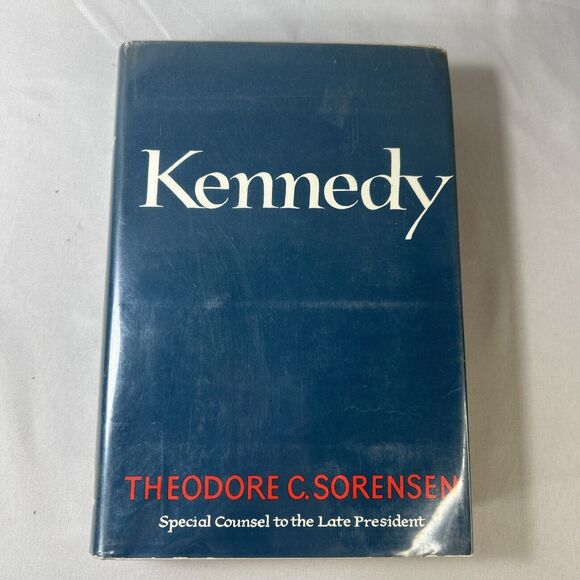 Kennedy
THEODORE C. SORENSEN
Special Counsel to the Late President